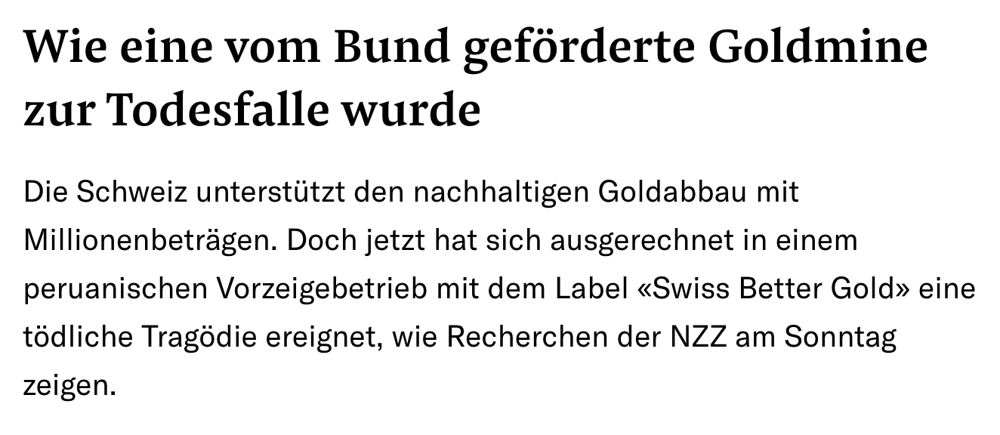 Wie eine vom Bund geförderte Goldmine
zur Todesfalle wurde
Die Schweiz unterstützt den nachhaltigen Goldabbau mit
Millionenbeträgen. Doch jetzt hat sich ausgerechnet in einem
peruanischen Vorzeigebetrieb mit dem Label «Swiss Better Gold» eine
tödliche Tragödie ereignet, wie Recherchen der NZZ am Sonntag
zeigen.